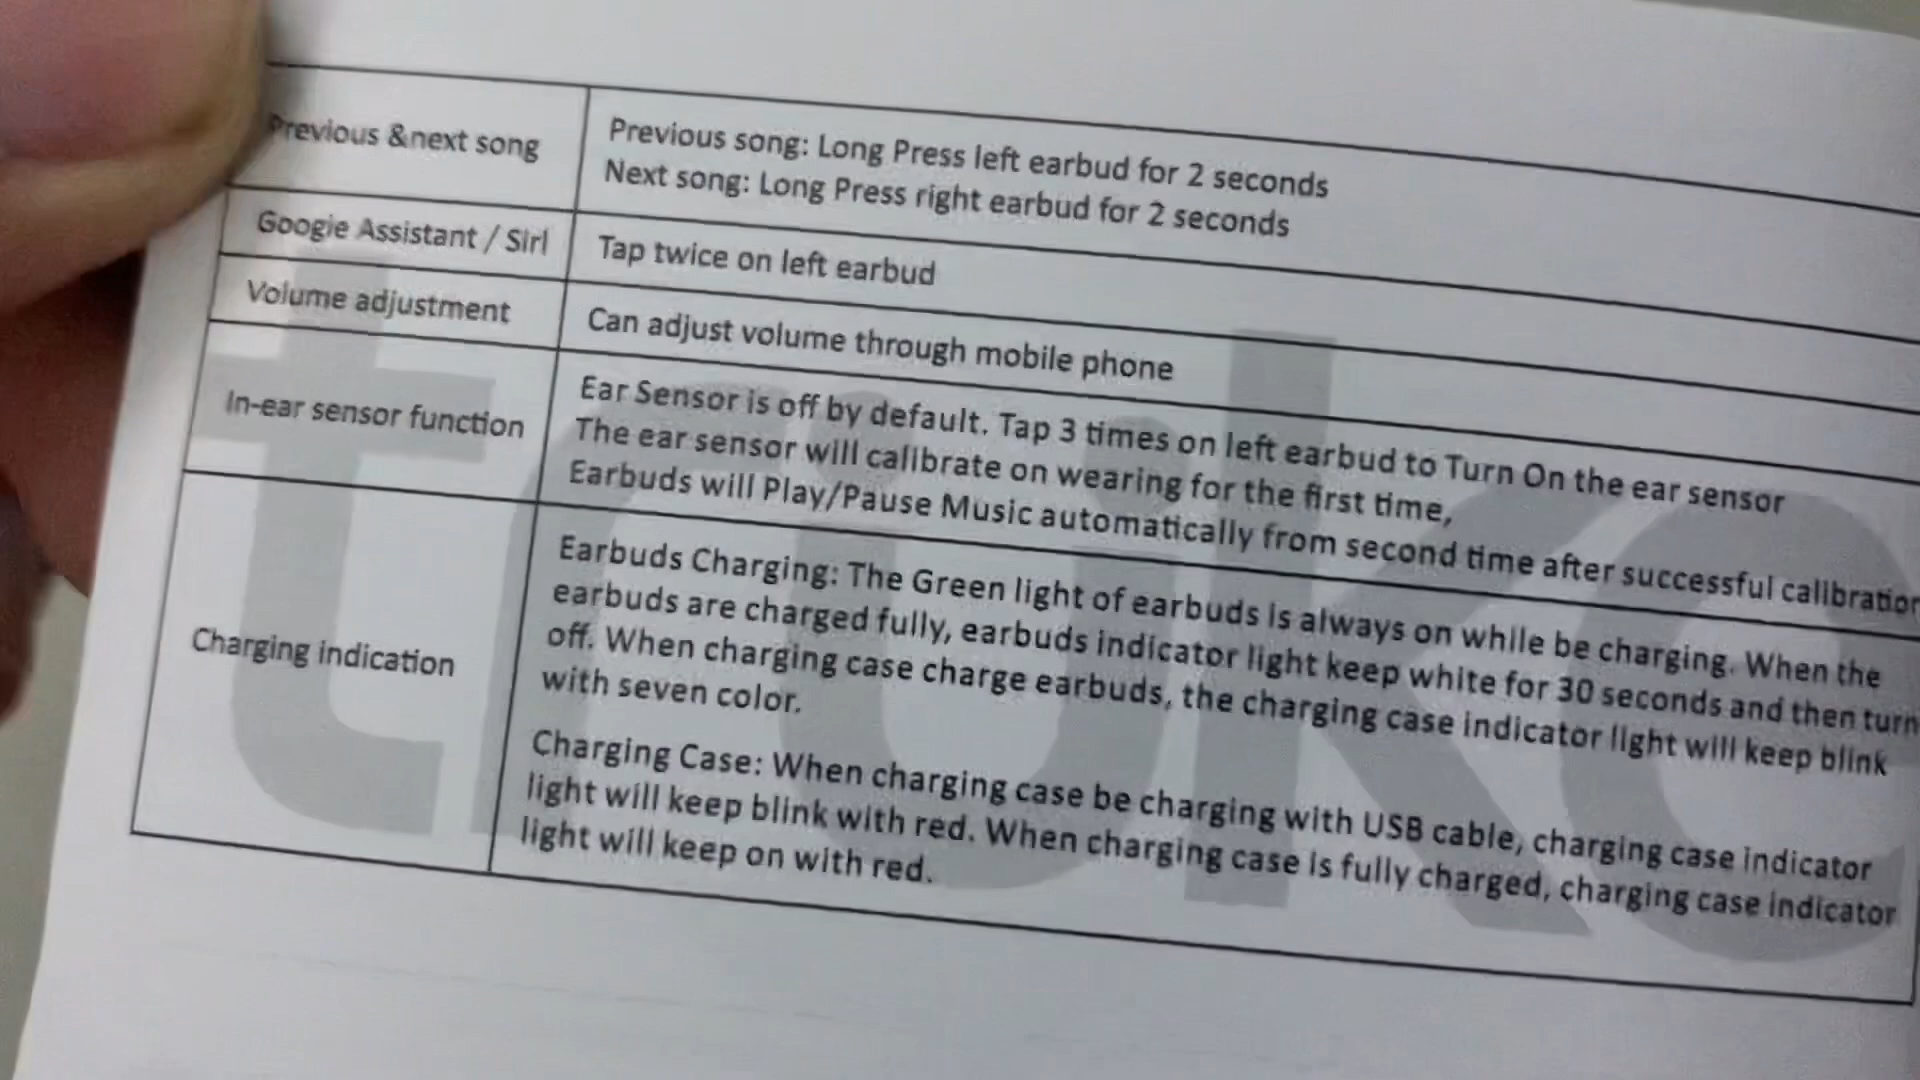 Previous &next song
Previous song: Long Press left earbud for 2 seconds
Next song: Long Press right earbud for 2 seconds
Googie Assistant / Sirl
Tap twice on left earbud
Volume adjustment
Can adjust volume through mobile phone
In-ear sensor function
Ear Sensor is off by default. Tap 3 times on left earbud to Turn On the ear sensor
The ear sensor will calibrate on wearing for the first time,
Earbuds will Play/Pause Music automatically from second time after successful calibration
Charging indication
Earbuds Charging: The Green light of earbuds is always on while be charging. When the
earbuds are charged fully, earbuds indicator light keep white for 30 seconds and then turn
off. When charging case charge earbuds, the charging case indicator light will keep blink
with seven color.
Charging Case: When charging case be charging with USB cable, charging case indicator
light will keep blink with red. When charging case is fully charged, charging case indicator
light will keep on with red.
truke